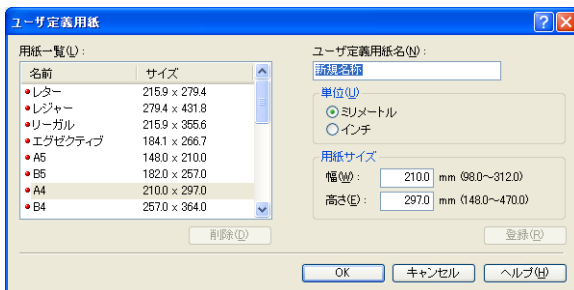 ユーザ定義用紙
用紙一覧(L):
名前 サイズ
レター 215.9 x 279.4
レジャー 279.4 x 431.8
リーガル 215.9 x 355.6
エグゼクティブ 184.1 x 266.7
A5 148.0 x 210.0
B5 182.0 x 257.0
A4 210.0 x 297.0
B4 257.0 x 364.0
削除(D)
ユーザ定義用紙名(N):
新規名称
単位(U)
ミリメートル
インチ
用紙サイズ
幅(W): 210.0 mm (98.0~312.0)
高さ(E): 297.0 mm (148.0~470.0)
登録(R)
OK キャンセル ヘルプ(H)